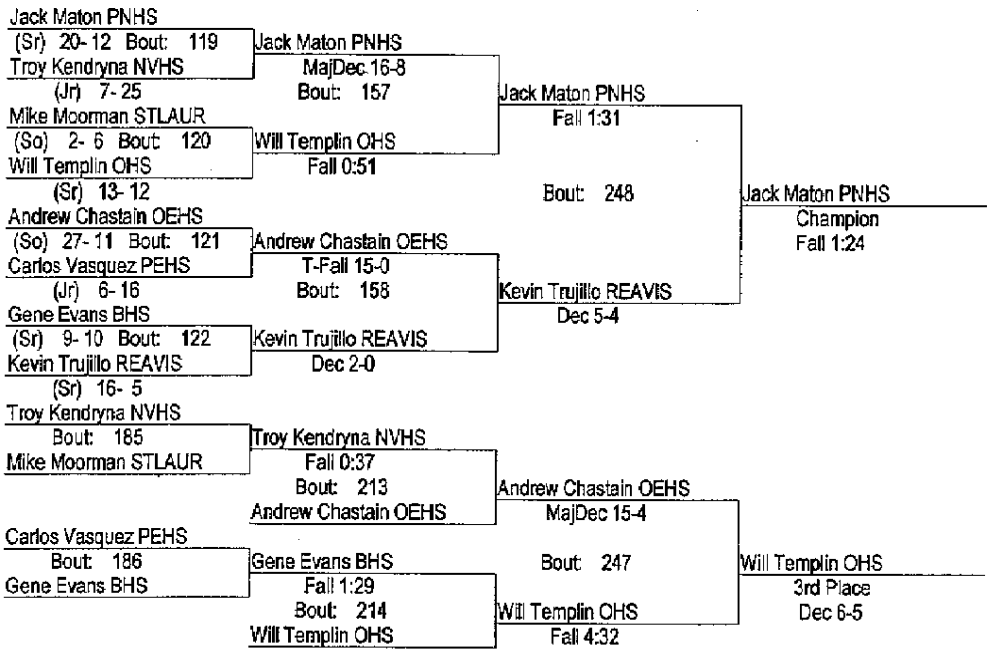 Jack Maton PNHS
(Sr) 20-12 Bout: 119
Troy Kendryna NVHS
(Jr) 7-25
Mike Moorman STLAUR
(So) 2- 6 Bout: 120
Will Templin OHS
(Sr) 13-12
Andrew Chastain OEHS
(So) 27-11 Bout: 121
Carlos Vasquez PEHS
(Jr) 6-16
Gene Evans BHS
(Sr) 9-10 Bout: 122
Kevin Trujillo REAVIS
(Sr) 16- 5
Jack Maton PNHS
MajDec 16-8
Bout: 157
Will Templin OHS
Fall 0:51
Andrew Chastain OEHS
T-Fall 15-0
Bout: 158
Kevin Trujillo REAVIS
Dec 2-0
Jack Maton PNHS
Fall 1:31
Bout: 248
Kevin Trujillo REAVIS
Dec 5-4
Jack Maton PNHS
Champion
Fall 1:24
Troy Kendryna NVHS
Bout: 185
Mike Moorman STLAUR
Carlos Vasquez PEHS
Bout: 186
Gene Evans BHS
Troy Kendryna NVHS
Fall 0:37
Bout: 213
Andrew Chastain OEHS
Gene Evans BHS
Fall 1:29
Bout: 214
Will Templin OHS
Andrew Chastain OEHS
MajDec 15-4
Bout: 247
Will Templin OHS
Fall 4:32
Will Templin OHS
3rd Place
Dec 6-5